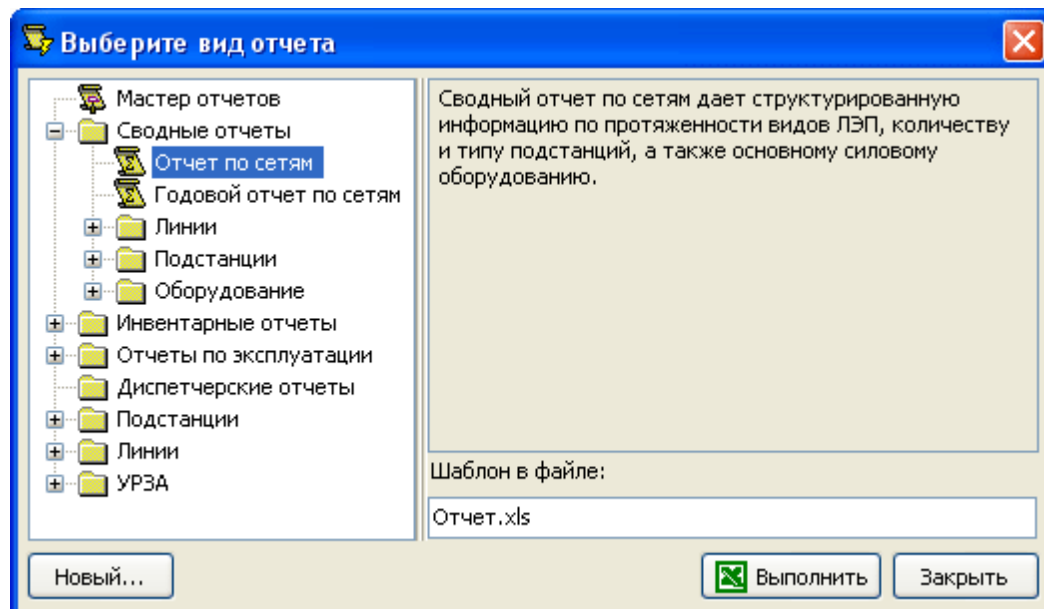 Выберите вид отчета
Мастер отчетов
Сводные отчеты
Отчет по сетям
Годовой отчет по сетям
Линии
Подстанции
Оборудование
Инвентарные отчеты
Отчеты по эксплуатации
Диспетчерские отчеты
Подстанции
Линии
УРЗА
Сводный отчет по сетям дает структурированную
информацию по протяженности видов ЛЭП, количеству
и типу подстанций, а также основному силовому
оборудованию.
Шаблон в файле:
Отчет.xls
Новый...
Выполнить
Закрыть